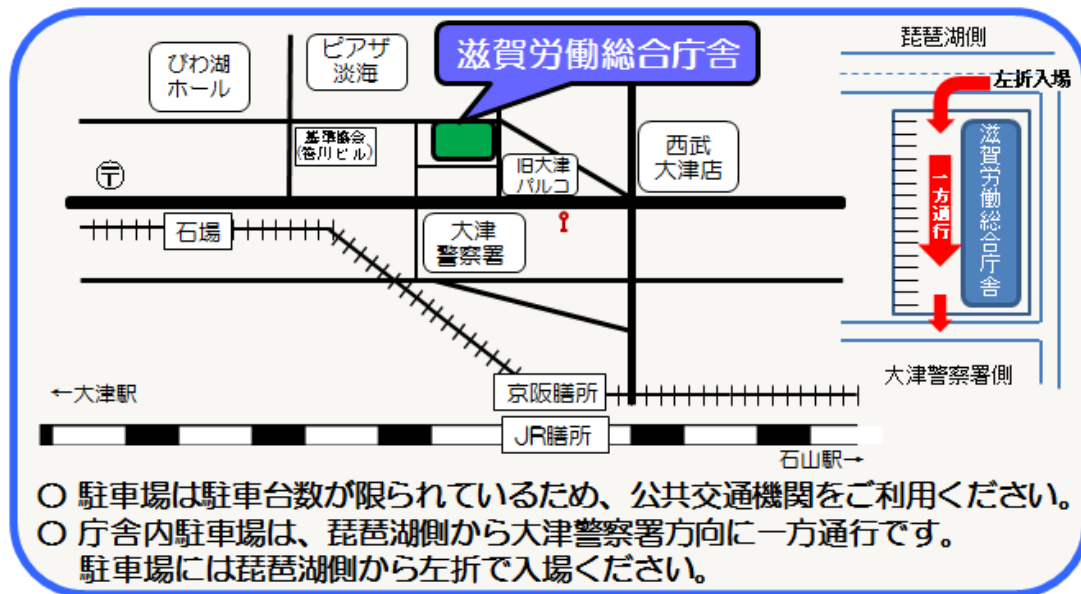 びわ湖
ホール
ピアザ
淡海
滋賀労働総合庁舎
基準協会
(笹川ビル)
旧大津
パルコ
西武
大津店
〒
石場
大津
警察署
←大津駅
京阪膳所
JR膳所
石山駅→
琵琶湖側
左折入場
一方通行
滋賀労働総合庁舎
大津警察署側
○ 駐車場は駐車台数が限られているため、公共交通機関をご利用ください。
○ 庁舎内駐車場は、琵琶湖側から大津警察署方向に一方通行です。
駐車場には琵琶湖側から左折で入場ください。